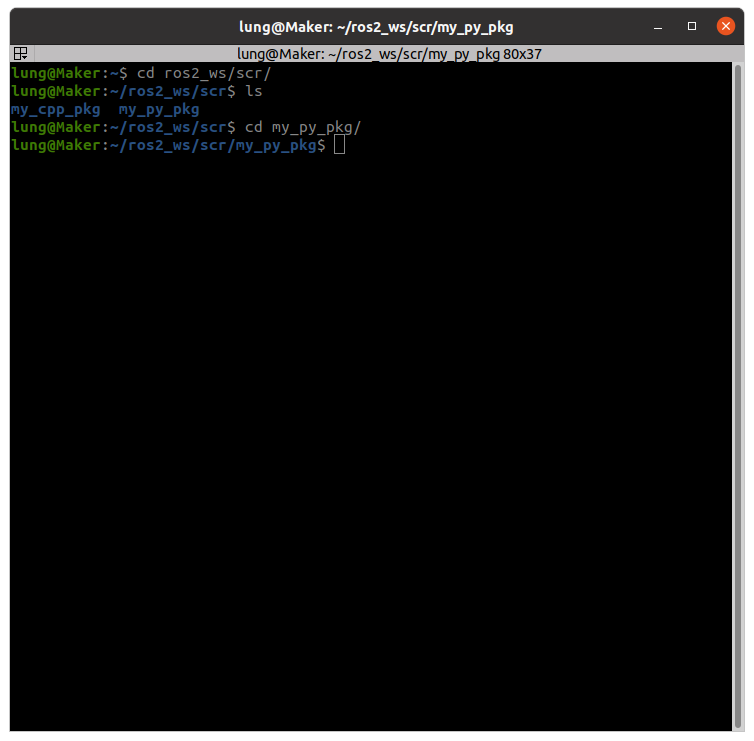 lung@Maker: ~/ros2_ws/scr/my_py_pkg
lung@Maker: ~/ros2_ws/scr/my_py_pkg 80x37
lung@Maker:~$ cd ros2_ws/scr/
lung@Maker:~/ros2_ws/scr$ ls
my_cpp_pkg  my_py_pkg
lung@Maker:~/ros2_ws/scr$ cd my_py_pkg/
lung@Maker:~/ros2_ws/scr/my_py_pkg$